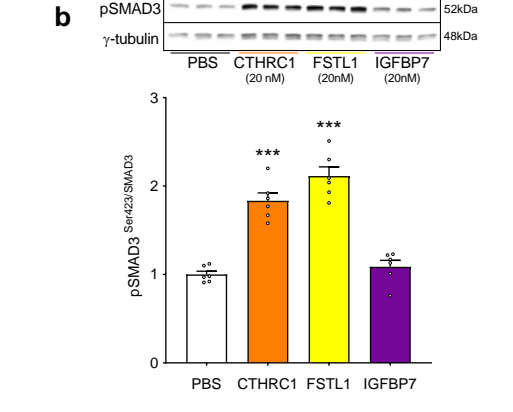 b
pSMAD3 52kDa
γ-tubulin 48kDa
PBS CTHRC1 FSTL1 IGFBP7
(20 nM) (20nM) (20nM)
pSMAD3 Ser423/SMAD3
3
2
1
0
*** ***
PBS CTHRC1 FSTL1 IGFBP7